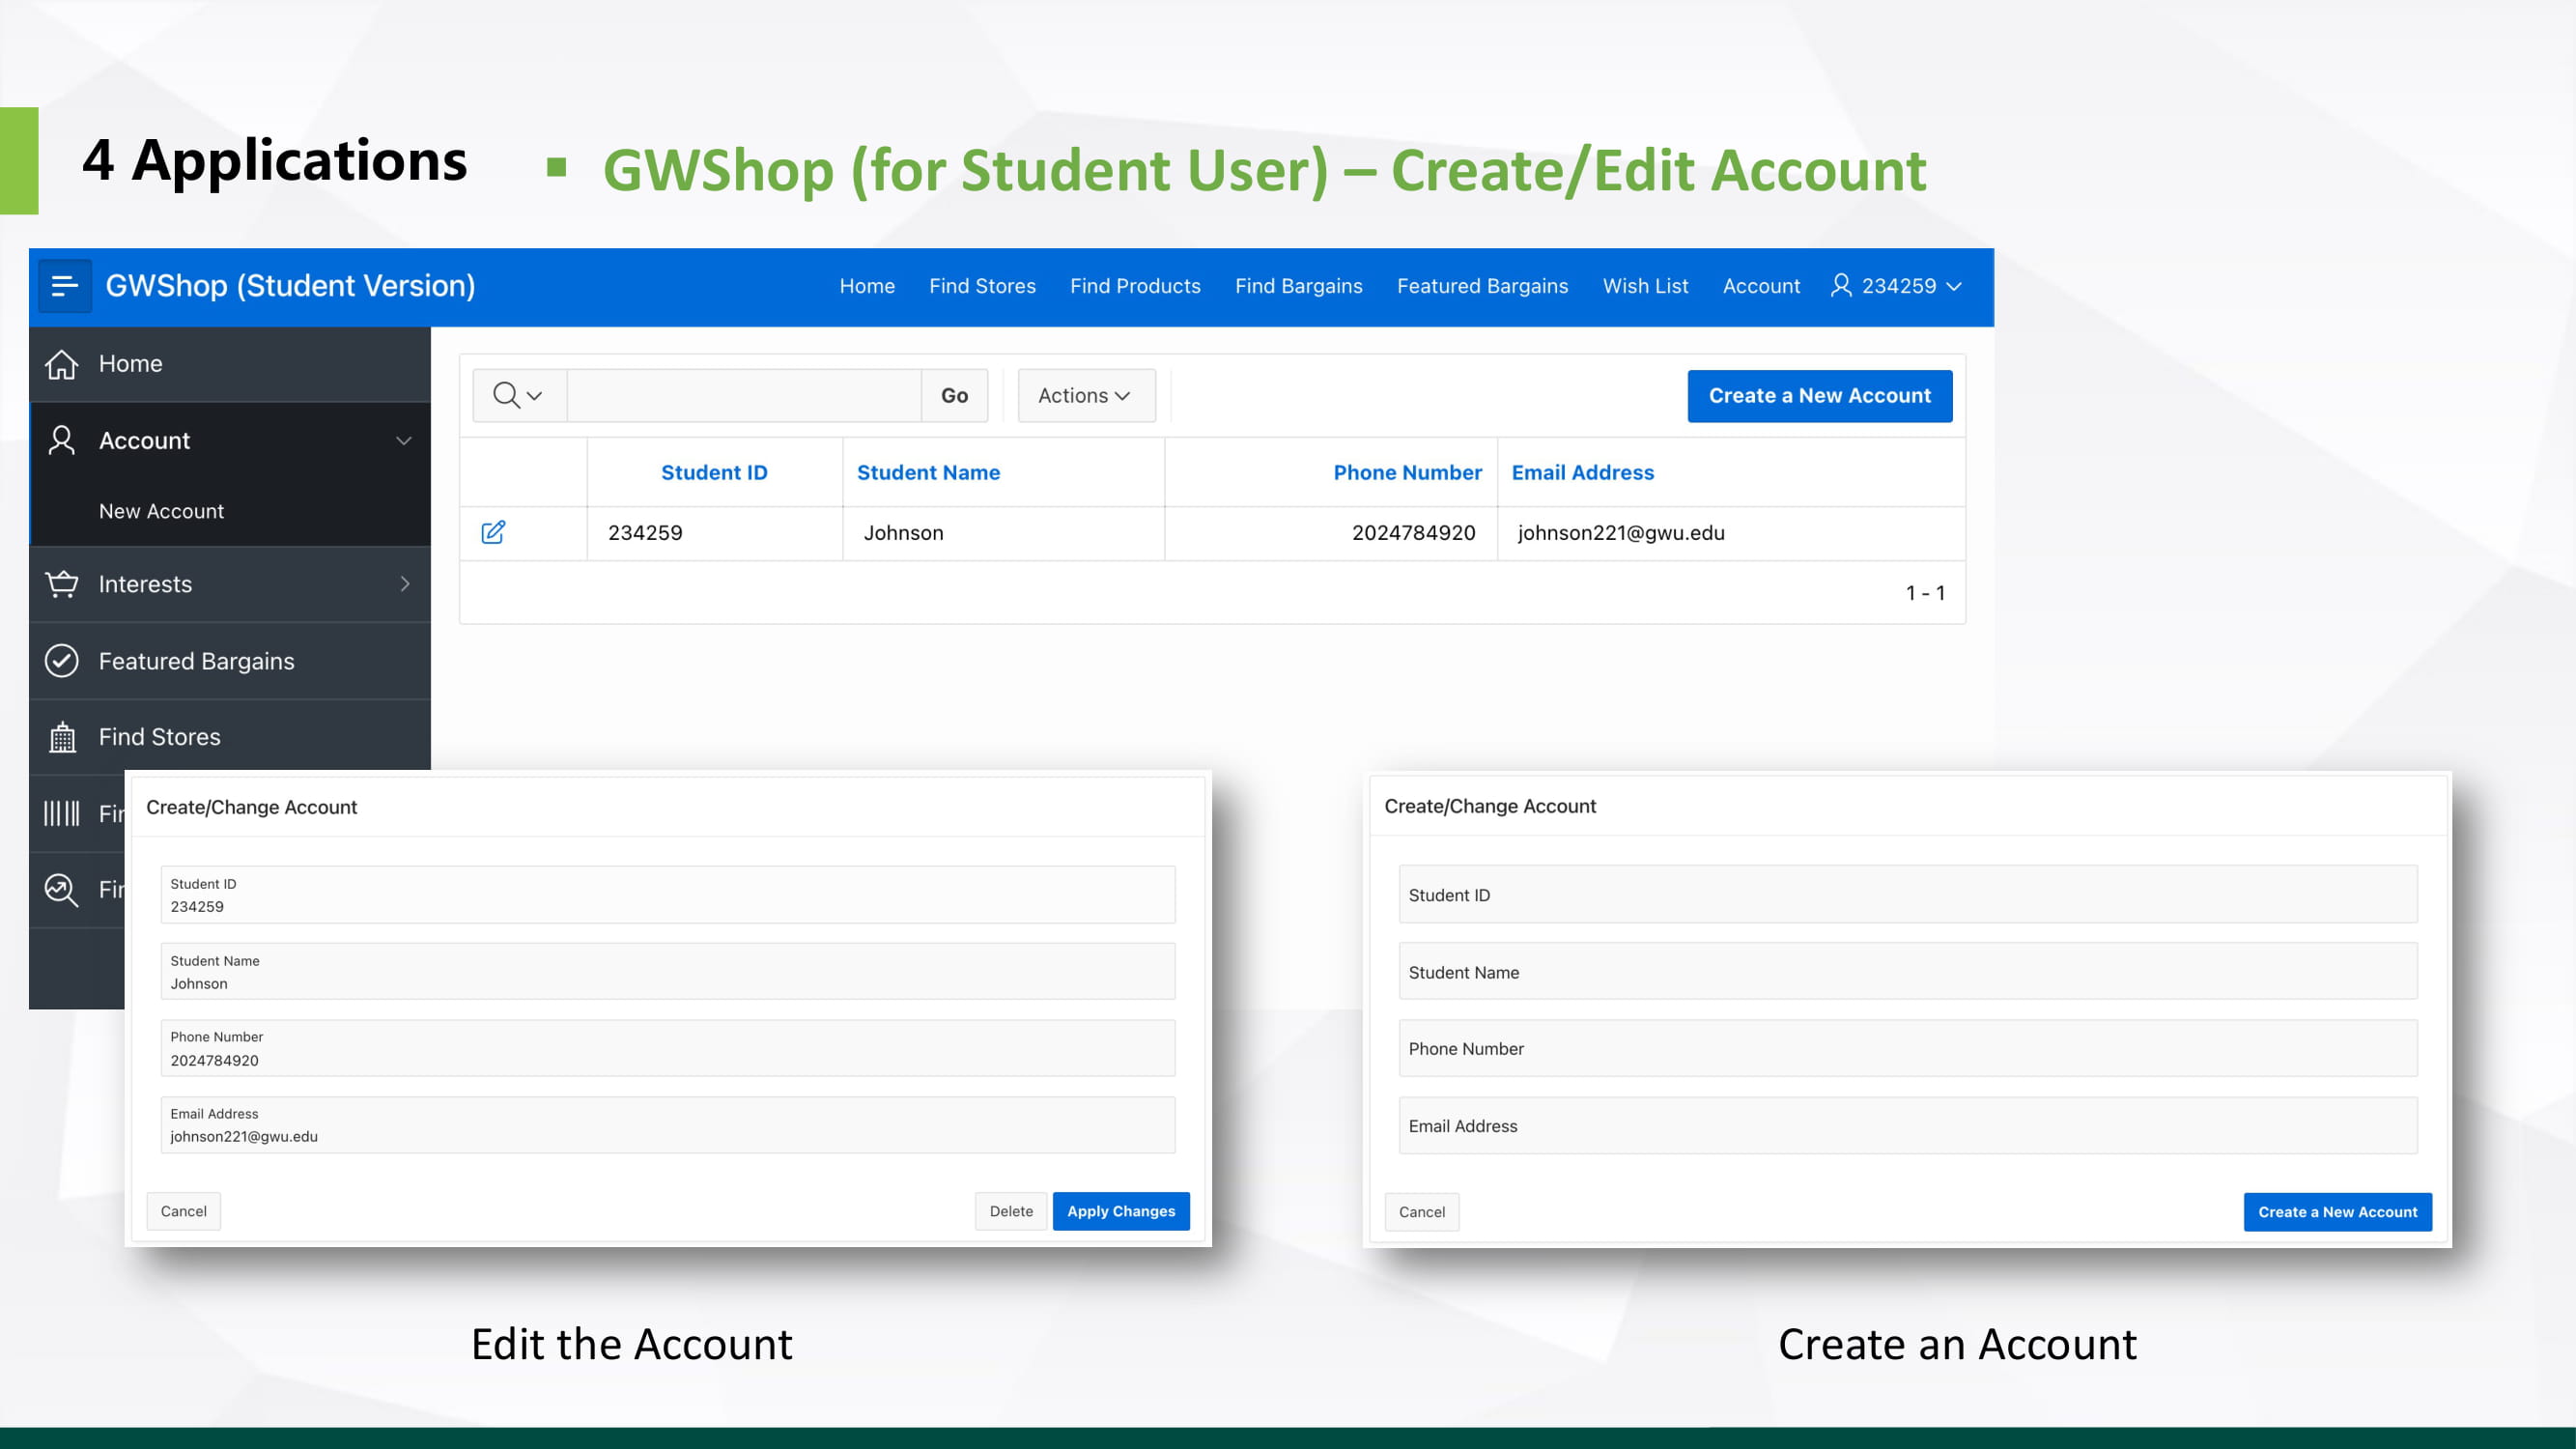 4 Applications
▪ GWShop (for Student User) – Create/Edit Account
GWShop (Student Version)
Home Find Stores Find Products Find Bargains Featured Bargains Wish List Account 234259
Home
Account
New Account
Interests
Featured Bargains
Find Stores
Fin
Fin
Go Actions Create a New Account
Student ID Student Name Phone Number Email Address
234259 Johnson 2024784920 johnson221@gwu.edu
1 - 1
Create/Change Account
Student ID
234259
Student Name
Johnson
Phone Number
2024784920
Email Address
johnson221@gwu.edu
Cancel Delete Apply Changes
Edit the Account
Create/Change Account
Student ID
Student Name
Phone Number
Email Address
Cancel Create a New Account
Create an Account